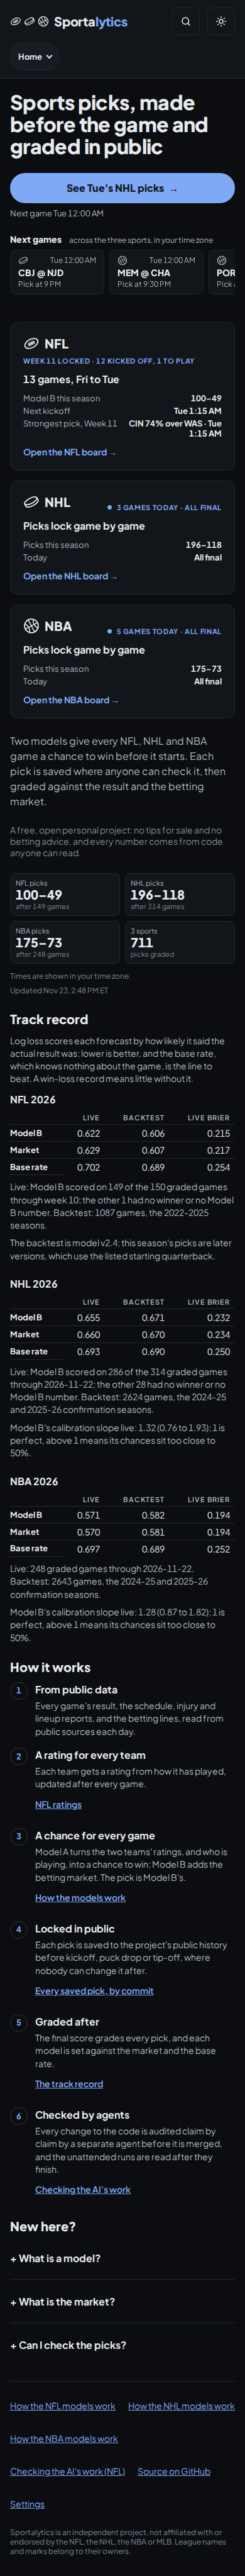 Sportalytics
Home
Sports picks, made
before the game and
graded in public
See Tue's NHL picks →
Next game Tue 12:00 AM
Next games across the three sports, in your time zone
Tue 12:00 AM
CBJ @ NJD
Pick at 9 PM
Tue 12:00 AM
MEM @ CHA
Pick at 9:30 PM
POR
Pick a
NFL
WEEK 11 LOCKED · 12 KICKED OFF, 1 TO PLAY
13 games, Fri to Tue
Model B this season 100–49
Next kickoff Tue 1:15 AM
Strongest pick, Week 11 CIN 74% over WAS · Tue
1:15 AM
Open the NFL board →
NHL
3 GAMES TODAY · ALL FINAL
Picks lock game by game
Picks this season 196–118
Today All final
Open the NHL board →
NBA
5 GAMES TODAY · ALL FINAL
Picks lock game by game
Picks this season 175–73
Today All final
Open the NBA board →
Two models give every NFL, NHL and NBA
game a chance to win before it starts. Each
pick is saved where anyone can check it, then
graded against the result and the betting
market.
A free, open personal project: no tips for sale and no
betting advice, and every number comes from code
anyone can read.
NFL picks
100–49
after 149 games
NHL picks
196–118
after 314 games
NBA picks
175–73
after 248 games
3 sports
711
picks graded
Times are shown in your time zone.
Updated Nov 23, 2:48 PM ET
Track record
Log loss scores each forecast by how likely it said the
actual result was; lower is better, and the base rate,
which knows nothing about the game, is the line to
beat. A win-loss record means little without it.
NFL 2026
LIVE BACKTEST LIVE BRIER
Model B 0.622 0.606 0.215
Market 0.629 0.607 0.217
Base rate 0.702 0.689 0.254
Live: Model B scored on 149 of the 150 graded games
through week 10; the other 1 had no winner or no Model
B number. Backtest: 1087 games, the 2022-2025
seasons.
The backtest is model v2.4; this season's picks are later
versions, which use the listed starting quarterback.
NHL 2026
LIVE BACKTEST LIVE BRIER
Model B 0.655 0.671 0.232
Market 0.660 0.670 0.234
Base rate 0.693 0.690 0.250
Live: Model B scored on 286 of the 314 graded games
through 2026-11-22; the other 28 had no winner or no
Model B number. Backtest: 2624 games, the 2024-25
and 2025-26 confirmation seasons.
Model B's calibration slope live: 1.32 (0.76 to 1.93); 1 is
perfect, above 1 means its chances sit too close to
50%.
NBA 2026
LIVE BACKTEST LIVE BRIER
Model B 0.571 0.582 0.194
Market 0.570 0.581 0.194
Base rate 0.697 0.689 0.252
Live: 248 graded games through 2026-11-22.
Backtest: 2643 games, the 2024-25 and 2025-26
confirmation seasons.
Model B's calibration slope live: 1.28 (0.87 to 1.82); 1 is
perfect, above 1 means its chances sit too close to
50%.
How it works
1 From public data
Every game's result, the schedule, injury and
lineup reports, and the betting lines, read from
public sources each day.
2 A rating for every team
Each team gets a rating from how it has played,
updated after every game.
NFL ratings
3 A chance for every game
Model A turns the two teams' ratings, and who is
playing, into a chance to win; Model B adds the
betting market. The pick is Model B's.
How the models work
4 Locked in public
Each pick is saved to the project's public history
before kickoff, puck drop or tip-off, where
nobody can change it after.
Every saved pick, by commit
5 Graded after
The final score grades every pick, and each
model is set against the market and the base
rate.
The track record
6 Checked by agents
Every change to the code is audited claim by
claim by a separate agent before it is merged,
and the unattended runs are read after they
finish.
Checking the AI's work
New here?
+ What is a model?
+ What is the market?
+ Can I check the picks?
How the NFL models work How the NHL models work
How the NBA models work
Checking the AI's work (NFL) Source on GitHub
Settings
Sportalytics is an independent project, not affiliated with or
endorsed by the NFL, the NHL, the NBA or MLB. League names
and marks belong to their owners.